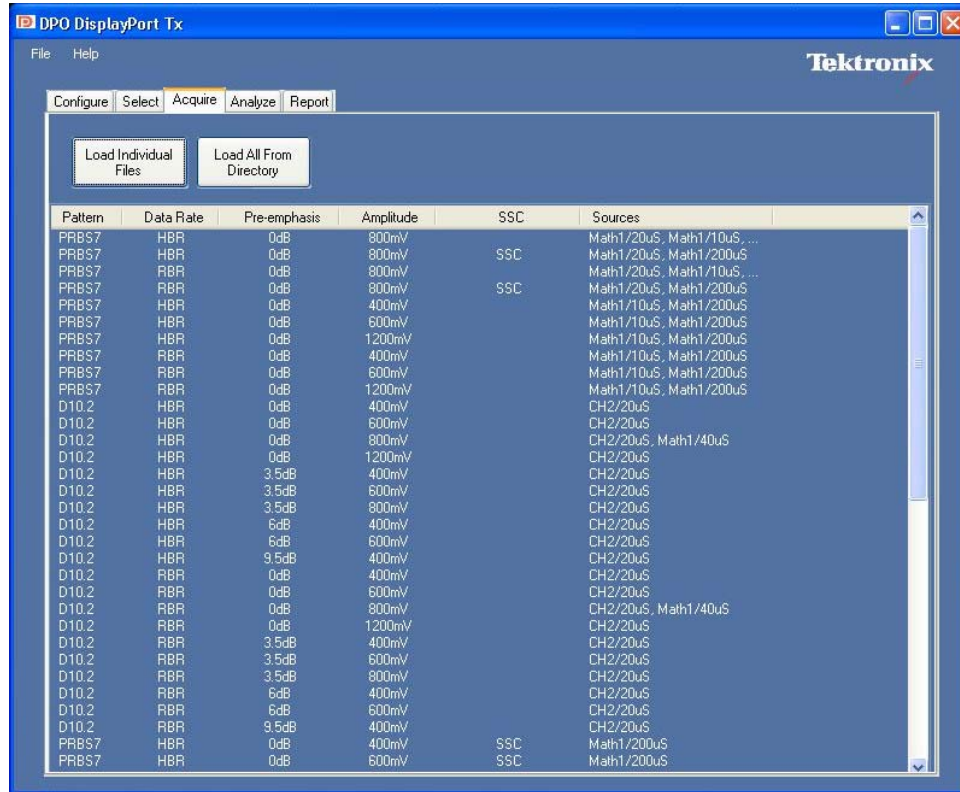 DPO DisplayPort Tx
File Help
Tektronix
Configure Select Acquire Analyze Report
Load Individual Files
Load All From Directory
Pattern Data Rate Pre-emphasis Amplitude SSC Sources
PRBS7 HBR 0dB 800mV Math1/20uS, Math1/10uS, ...
PRBS7 HBR 0dB 800mV SSC Math1/20uS, Math1/200uS
PRBS7 RBR 0dB 800mV Math1/20uS, Math1/10uS, ...
PRBS7 RBR 0dB 800mV SSC Math1/20uS, Math1/200uS
PRBS7 HBR 0dB 400mV Math1/10uS, Math1/200uS
PRBS7 HBR 0dB 600mV Math1/10uS, Math1/200uS
PRBS7 HBR 0dB 1200mV Math1/10uS, Math1/200uS
PRBS7 RBR 0dB 400mV Math1/10uS, Math1/200uS
PRBS7 RBR 0dB 600mV Math1/10uS, Math1/200uS
PRBS7 RBR 0dB 1200mV Math1/10uS, Math1/200uS
D10.2 HBR 0dB 400mV CH2/20uS
D10.2 HBR 0dB 600mV CH2/20uS
D10.2 HBR 0dB 800mV CH2/20uS, Math1/40uS
D10.2 HBR 0dB 1200mV CH2/20uS
D10.2 HBR 3.5dB 400mV CH2/20uS
D10.2 HBR 3.5dB 600mV CH2/20uS
D10.2 HBR 3.5dB 800mV CH2/20uS
D10.2 HBR 6dB 400mV CH2/20uS
D10.2 HBR 6dB 600mV CH2/20uS
D10.2 HBR 9.5dB 400mV CH2/20uS
D10.2 RBR 0dB 400mV CH2/20uS
D10.2 RBR 0dB 600mV CH2/20uS
D10.2 RBR 0dB 800mV CH2/20uS, Math1/40uS
D10.2 RBR 0dB 1200mV CH2/20uS
D10.2 RBR 3.5dB 400mV CH2/20uS
D10.2 RBR 3.5dB 600mV CH2/20uS
D10.2 RBR 3.5dB 800mV CH2/20uS
D10.2 RBR 6dB 400mV CH2/20uS
D10.2 RBR 6dB 600mV CH2/20uS
D10.2 RBR 9.5dB 400mV CH2/20uS
PRBS7 HBR 0dB 400mV SSC Math1/200uS
PRBS7 HBR 0dB 600mV SSC Math1/200uS